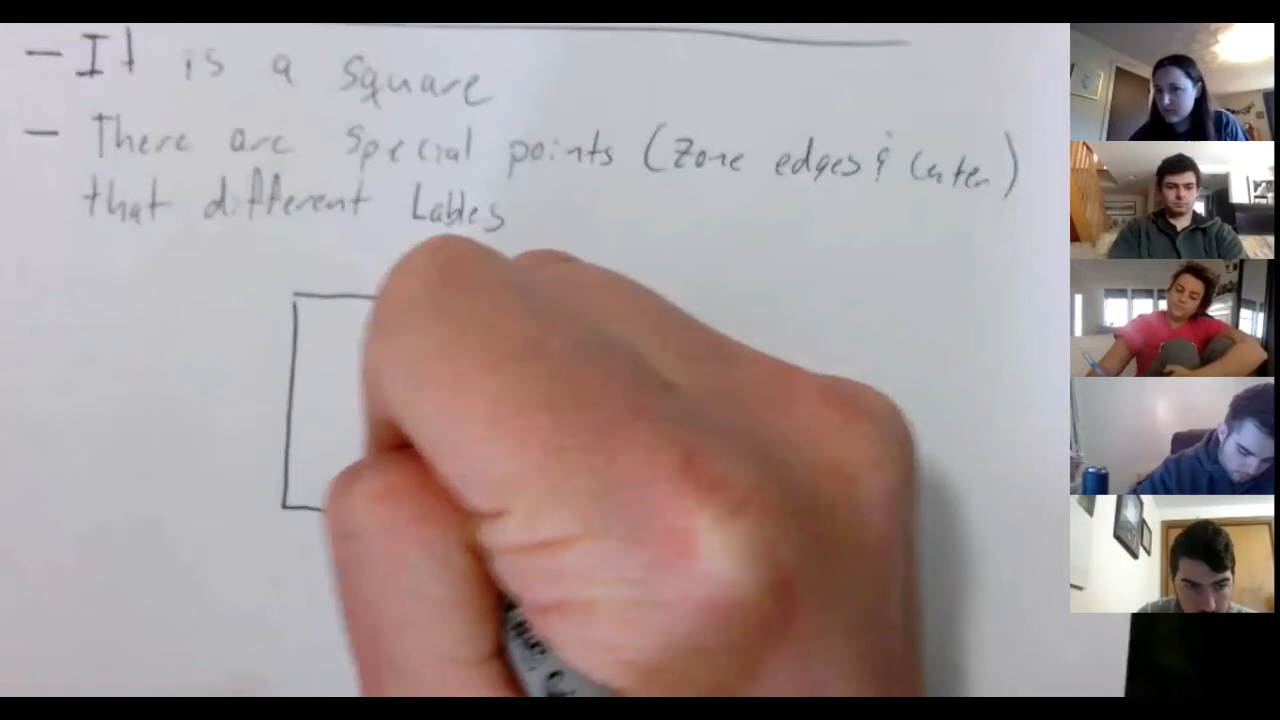 - It is a square
- There are special points (zone edges & center)
that different Lables